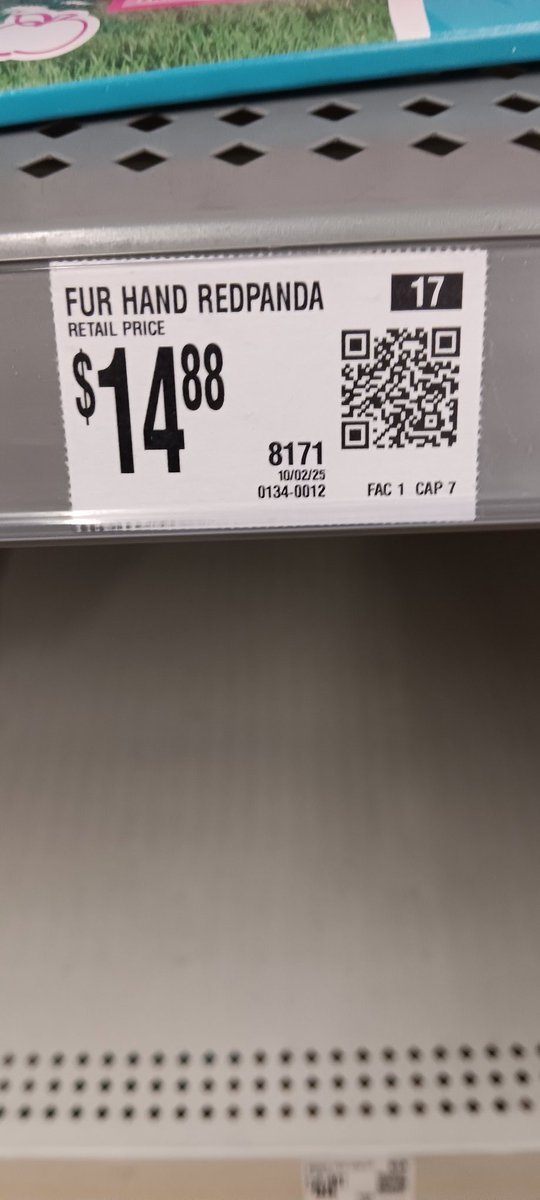 FUR HAND REDPANDA
17
RETAIL PRICE
$14 88
8171
10/02/25
0134-0012
FAC 1 CAP 7